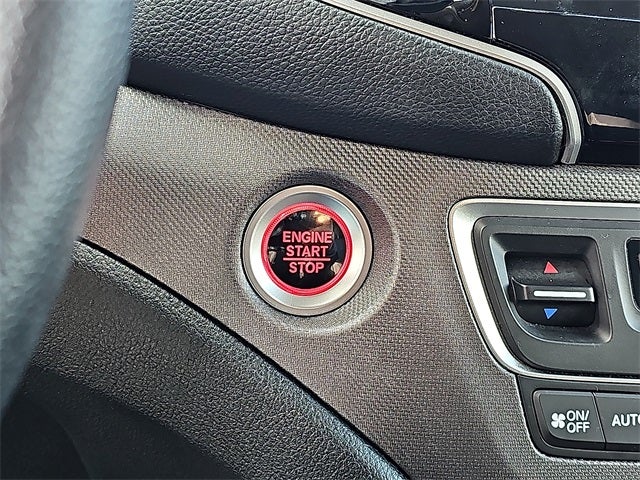 ENGINE
START
STOP
ON/
OFF
AUTO